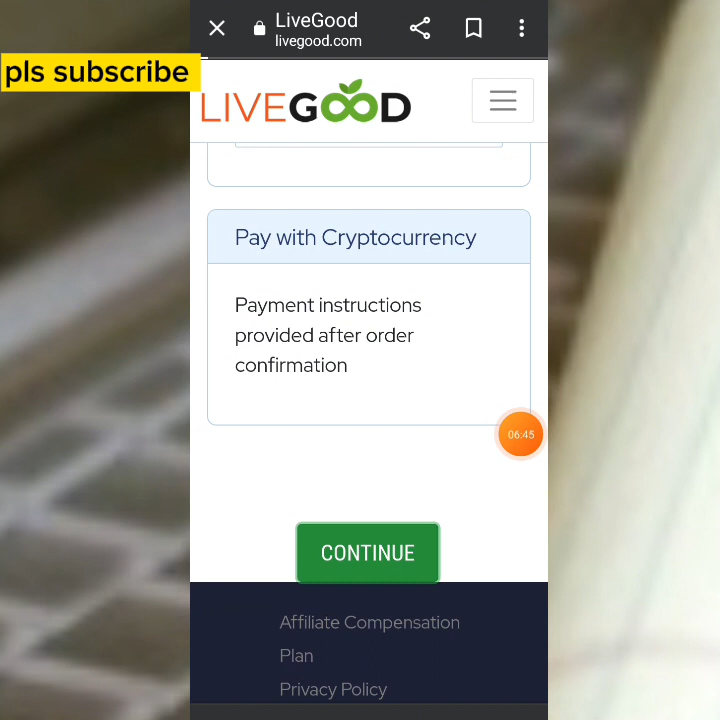 LiveGood
livegood.com
pls subscribe
LIVEGOOD
Pay with Cryptocurrency
Payment instructions
provided after order
confirmation
06:45
CONTINUE
Affiliate Compensation
Plan
Privacy Policy